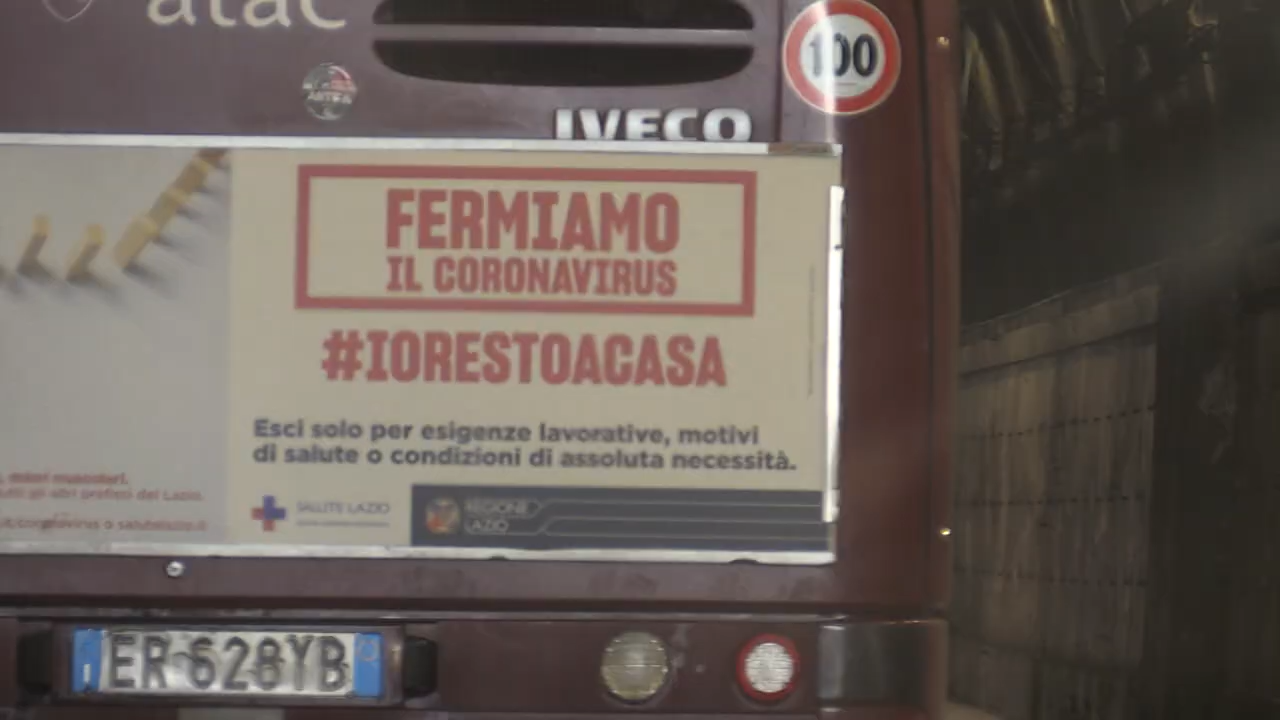 atac
100
IVECO
FERMIAMO
IL CORONAVIRUS
#IORESTOACASA
Esci solo per esigenze lavorative, motivi
di salute o condizioni di assoluta necessità.
SALUTE LAZIO
REGIONE
LAZIO
ER 628YB